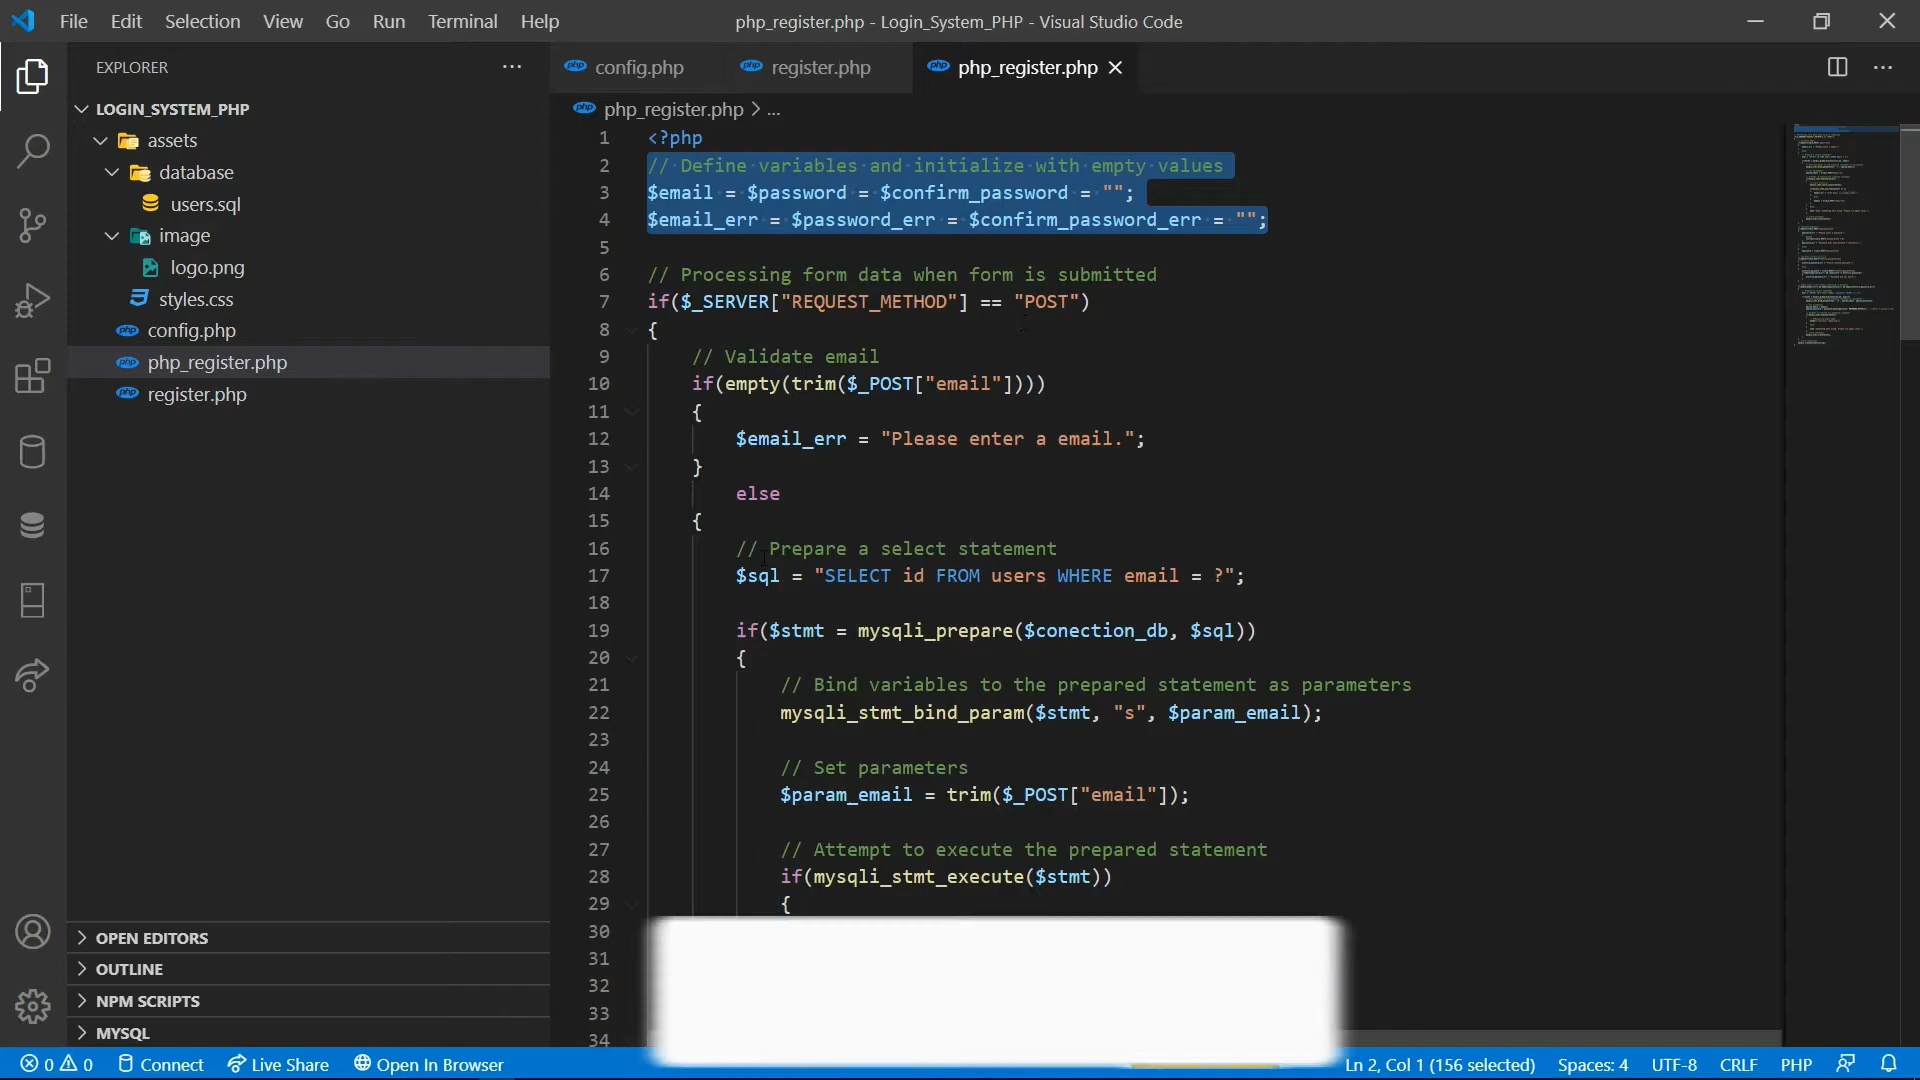 File Edit Selection View Go Run Terminal Help
php_register.php - Login_System_PHP - Visual Studio Code
EXPLORER
LOGIN_SYSTEM_PHP
assets
database
users.sql
image
logo.png
styles.css
config.php
php_register.php
register.php
OPEN EDITORS
OUTLINE
NPM SCRIPTS
MYSQL
config.php register.php php_register.php
php_register.php > ...
1 <?php
2 // Define variables and initialize with empty values
3 $email = $password = $confirm_password = "";
4 $email_err = $password_err = $confirm_password_err = "";
5
6 // Processing form data when form is submitted
7 if($_SERVER["REQUEST_METHOD"] == "POST")
8 {
9 // Validate email
10 if(empty(trim($_POST["email"])))
11 {
12 $email_err = "Please enter a email.";
13 }
14 else
15 {
16 // Prepare a select statement
17 $sql = "SELECT id FROM users WHERE email = ?";
18
19 if($stmt = mysqli_prepare($conection_db, $sql))
20 {
21 // Bind variables to the prepared statement as parameters
22 mysqli_stmt_bind_param($stmt, "s", $param_email);
23
24 // Set parameters
25 $param_email = trim($_POST["email"]);
26
27 // Attempt to execute the prepared statement
28 if(mysqli_stmt_execute($stmt))
29 {
30
31
32
33
34
0 0 Connect Live Share Open In Browser
Ln 2, Col 1 (156 selected) Spaces: 4 UTF-8 CRLF PHP